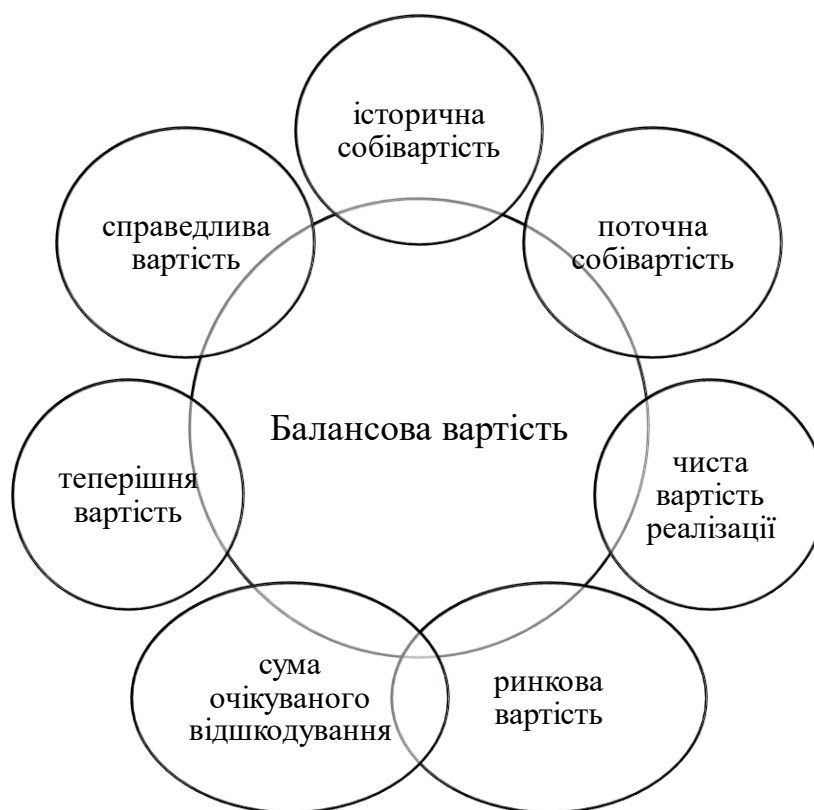 історична
собівартість
поточна
собівартість
чиста
вартість
реалізації
ринкова
вартість
сума
очікуваного
відшкодування
теперішня
вартість
справедлива
вартість
Балансова вартість